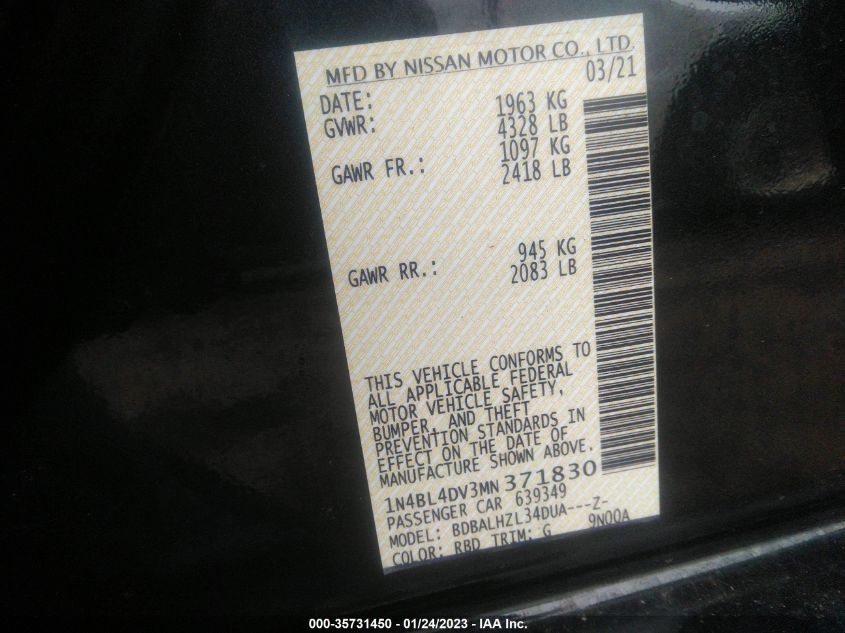 MFD BY NISSAN MOTOR CO., LTD.
DATE: 03/21
GVWR: 1963 KG
4328 LB
GAWR FR.: 1097 KG
2418 LB
GAWR RR.: 945 KG
2083 LB
THIS VEHICLE CONFORMS TO
ALL APPLICABLE FEDERAL
MOTOR VEHICLE SAFETY,
BUMPER, AND THEFT
PREVENTION STANDARDS IN
EFFECT ON THE DATE OF
MANUFACTURE SHOWN ABOVE.
1N4BL4DV3MN371830
PASSENGER CAR 639349
MODEL: BDBALHZL34DUA---Z-
COLOR: RBD TRIM: G 9N00A
000-35731450 - 01/24/2023 - IAA Inc.